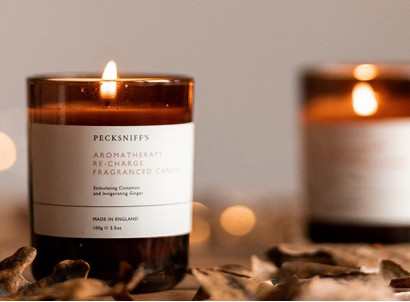 PECKSNIFF'S
AROMATHERAPY
RE-CHARGE
FRAGRANCED CANDLE
Stimulating Cinnamon
and Invigorating Ginger
MADE IN ENGLAND
100g e 3.5oz